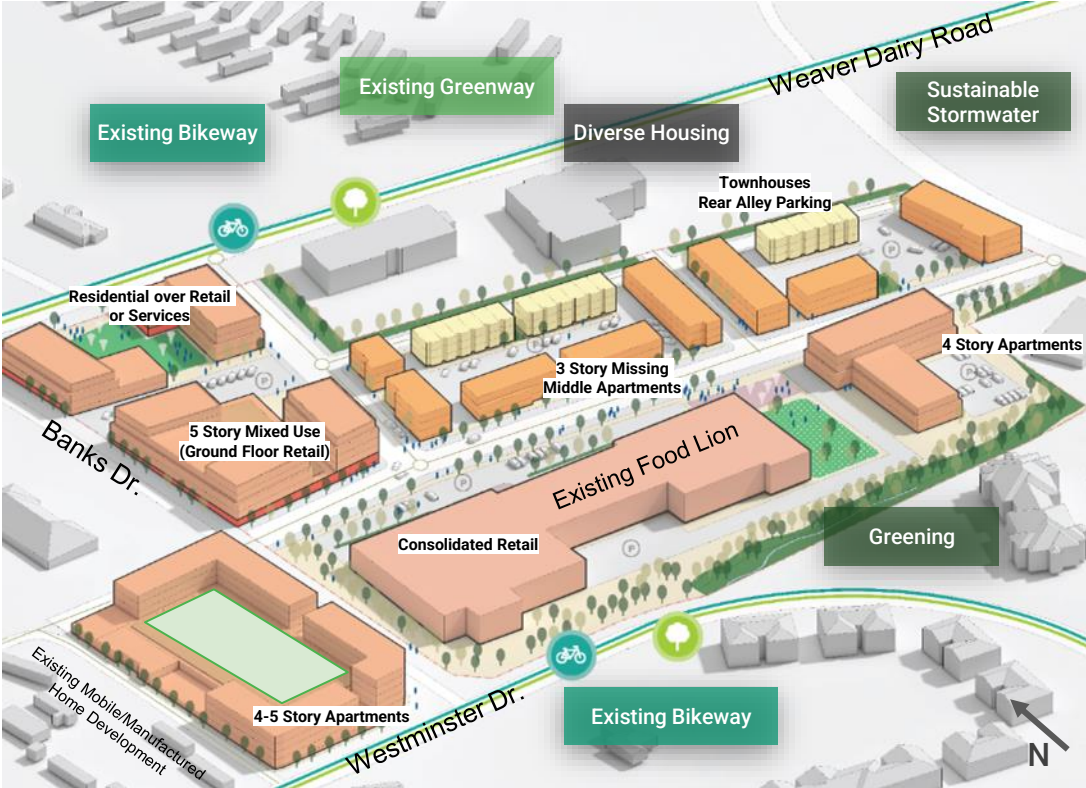 Weaver Dairy Road
Existing Greenway
Sustainable
Stormwater
Existing Bikeway
Diverse Housing
Townhouses
Rear Alley Parking
Residential over Retail
or Services
P
P
4 Story Apartments
3 Story Missing
Middle Apartments
P
P
P
5 Story Mixed Use
(Ground Floor Retail)
Banks Dr.
Existing Food Lion
P
Consolidated Retail
P
Greening
Existing Mobile/Manufactured
Home Development
4-5 Story Apartments
Westminster Dr.
Existing Bikeway
N